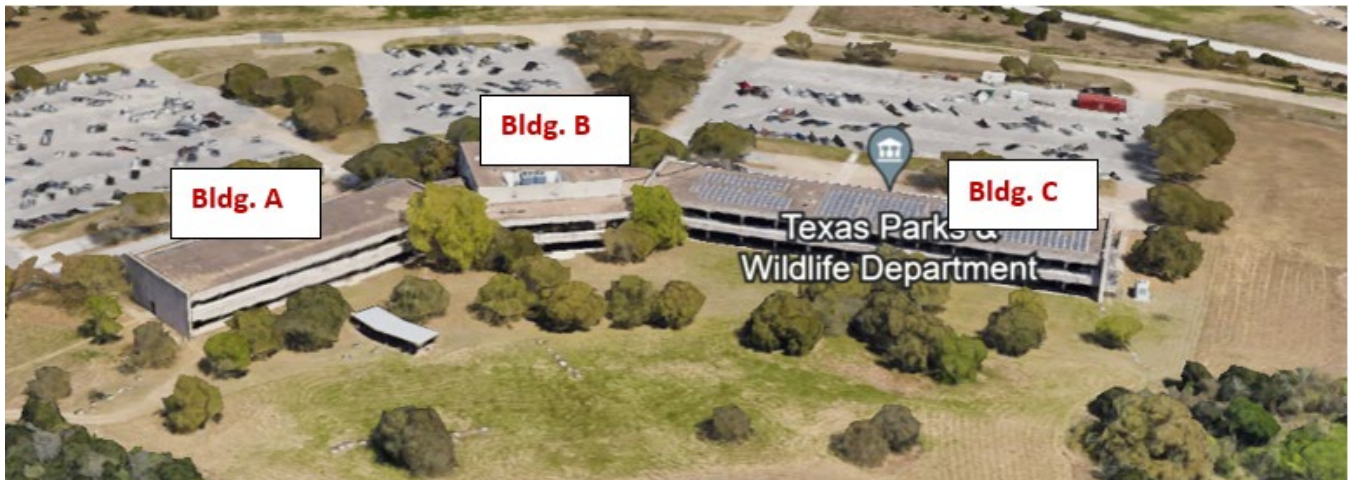 Bldg. B
Bldg. A
Bldg. C
Texas Parks &
Wildlife Department